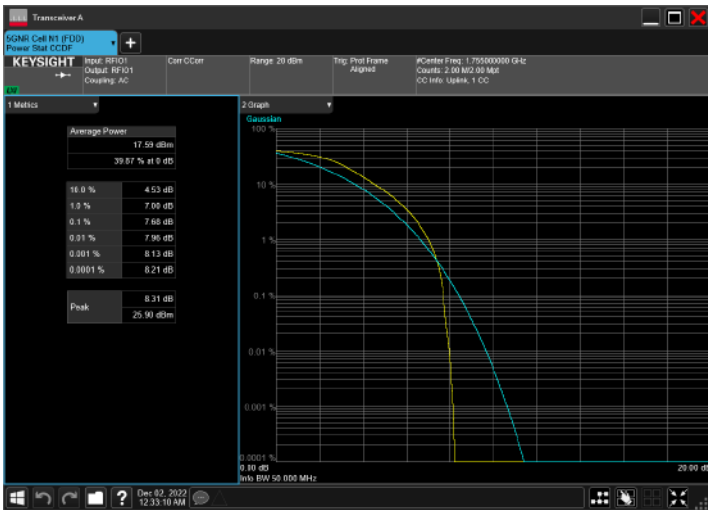 Transceiver A
5GNR Cell N1 (FDD)
Power Stat CCDF
KEYSIGHT
Input: RFIO1
Output: RFIO1
Coupling: AC
Corr CCorr
Range: 20 dBm
Trig: Prot Frame
Aligned
#Center Freq: 1.755000000 GHz
Counts: 2.00 M/2.00 Mpt
CC Info: Uplink, 1 CC
1 Metrics
Average Power
17.59 dBm
39.87 % at 0 dB
10.0 % 4.53 dB
1.0 % 7.00 dB
0.1 % 7.68 dB
0.01 % 7.96 dB
0.001 % 8.13 dB
0.0001 % 8.21 dB
Peak
8.31 dB
25.90 dBm
2 Graph
Gaussian
100 %
10 %
1 %
0.1 %
0.01 %
0.001 %
0.0001 %
0.00 dB
20.00 dB
Info BW 50.000 MHz
?
Dec 02, 2022
12:33:10 AM